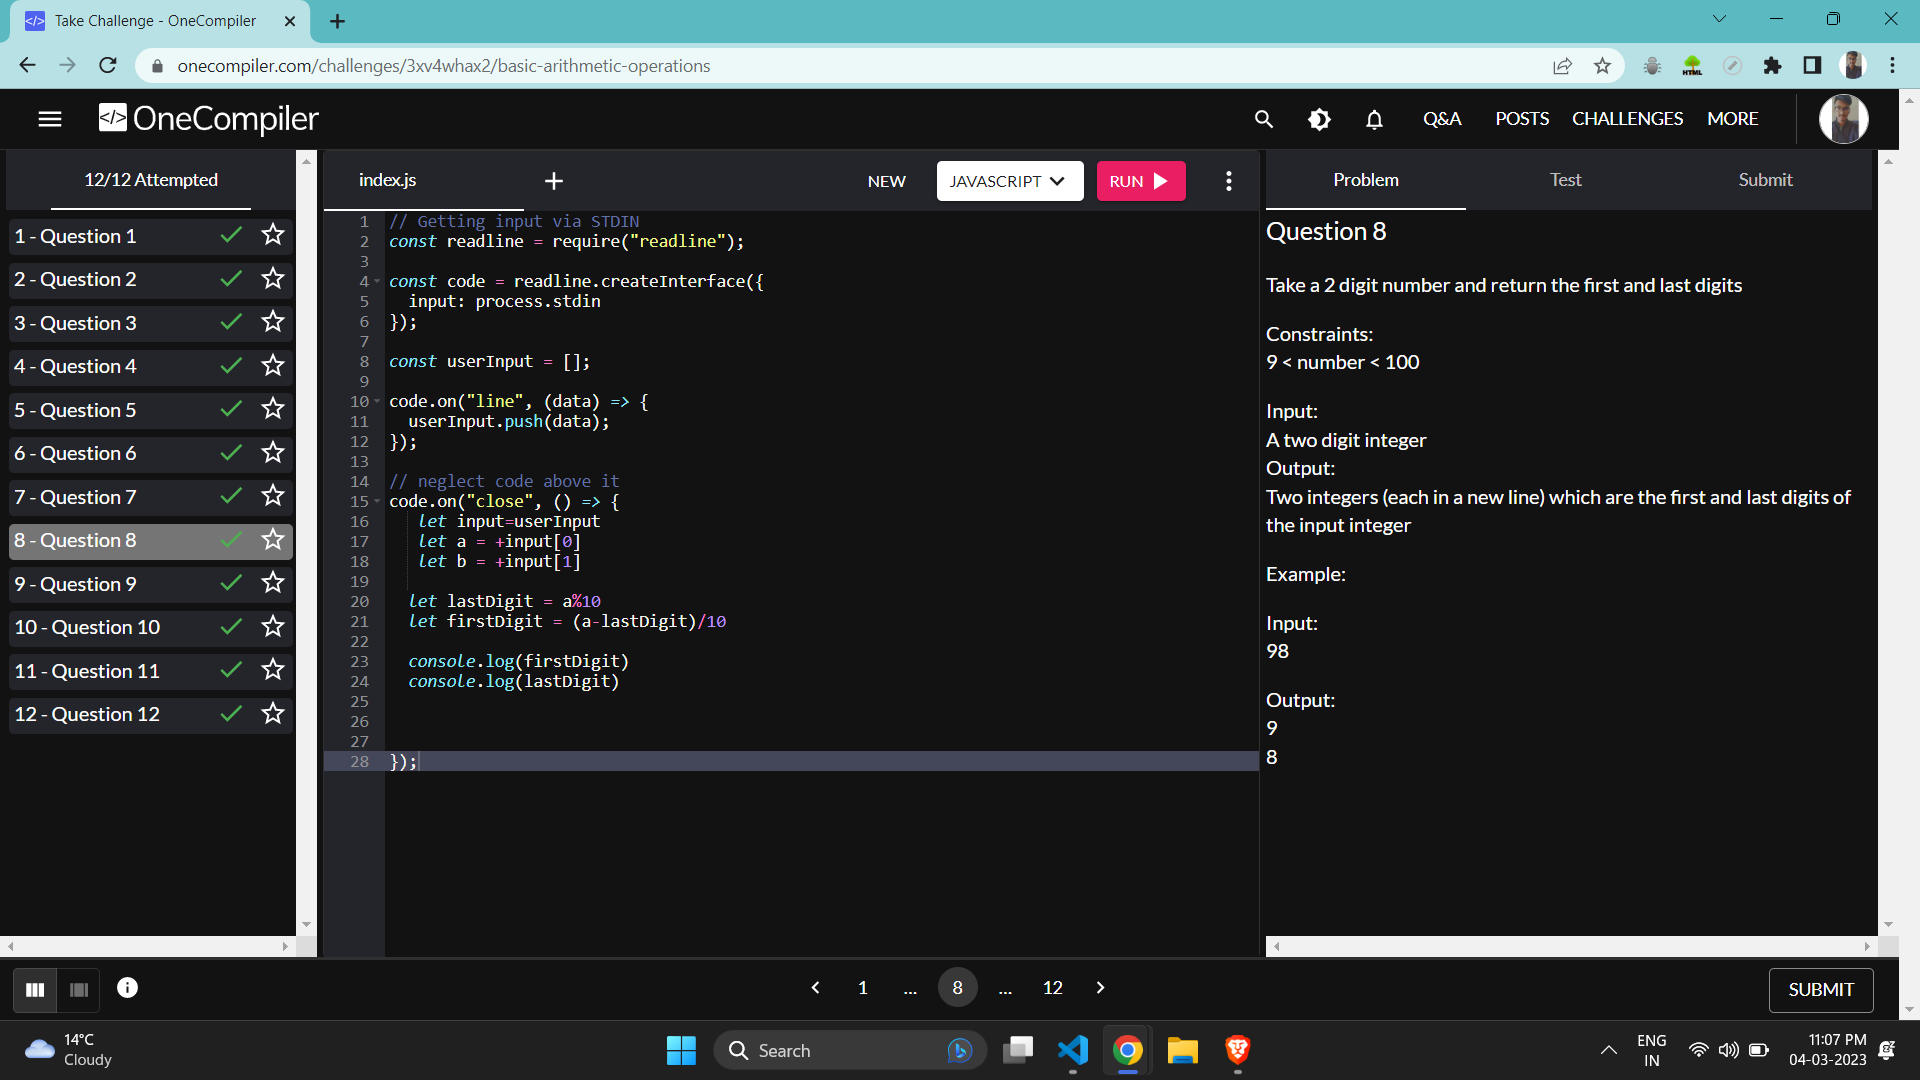 Take Challenge - OneCompiler
onecompiler.com/challenges/3xv4whax2/basic-arithmetic-operations
HTML
</> OneCompiler
Q&A POSTS CHALLENGES MORE
12/12 Attempted
1 - Question 1
2 - Question 2
3 - Question 3
4 - Question 4
5 - Question 5
6 - Question 6
7 - Question 7
8 - Question 8
9 - Question 9
10 - Question 10
11 - Question 11
12 - Question 12
index.js
NEW JAVASCRIPT RUN
1 // Getting input via STDIN
2 const readline = require("readline");
3
4 const code = readline.createInterface({
5   input: process.stdin
6 });
7
8 const userInput = [];
9
10 code.on("line", (data) => {
11   userInput.push(data);
12 });
13
14 // neglect code above it
15 code.on("close", () => {
16    let input=userInput
17    let a = +input[0]
18    let b = +input[1]
19
20   let lastDigit = a%10
21   let firstDigit = (a-lastDigit)/10
22
23   console.log(firstDigit)
24   console.log(lastDigit)
25
26
27
28 });
Problem Test Submit
Question 8
Take a 2 digit number and return the first and last digits
Constraints:
9 < number < 100
Input:
A two digit integer
Output:
Two integers (each in a new line) which are the first and last digits of
the input integer
Example:
Input:
98
Output:
9
8
1 ... 8 ... 12
SUBMIT
14°C
Cloudy
Search
ENG
IN
11:07 PM
04-03-2023